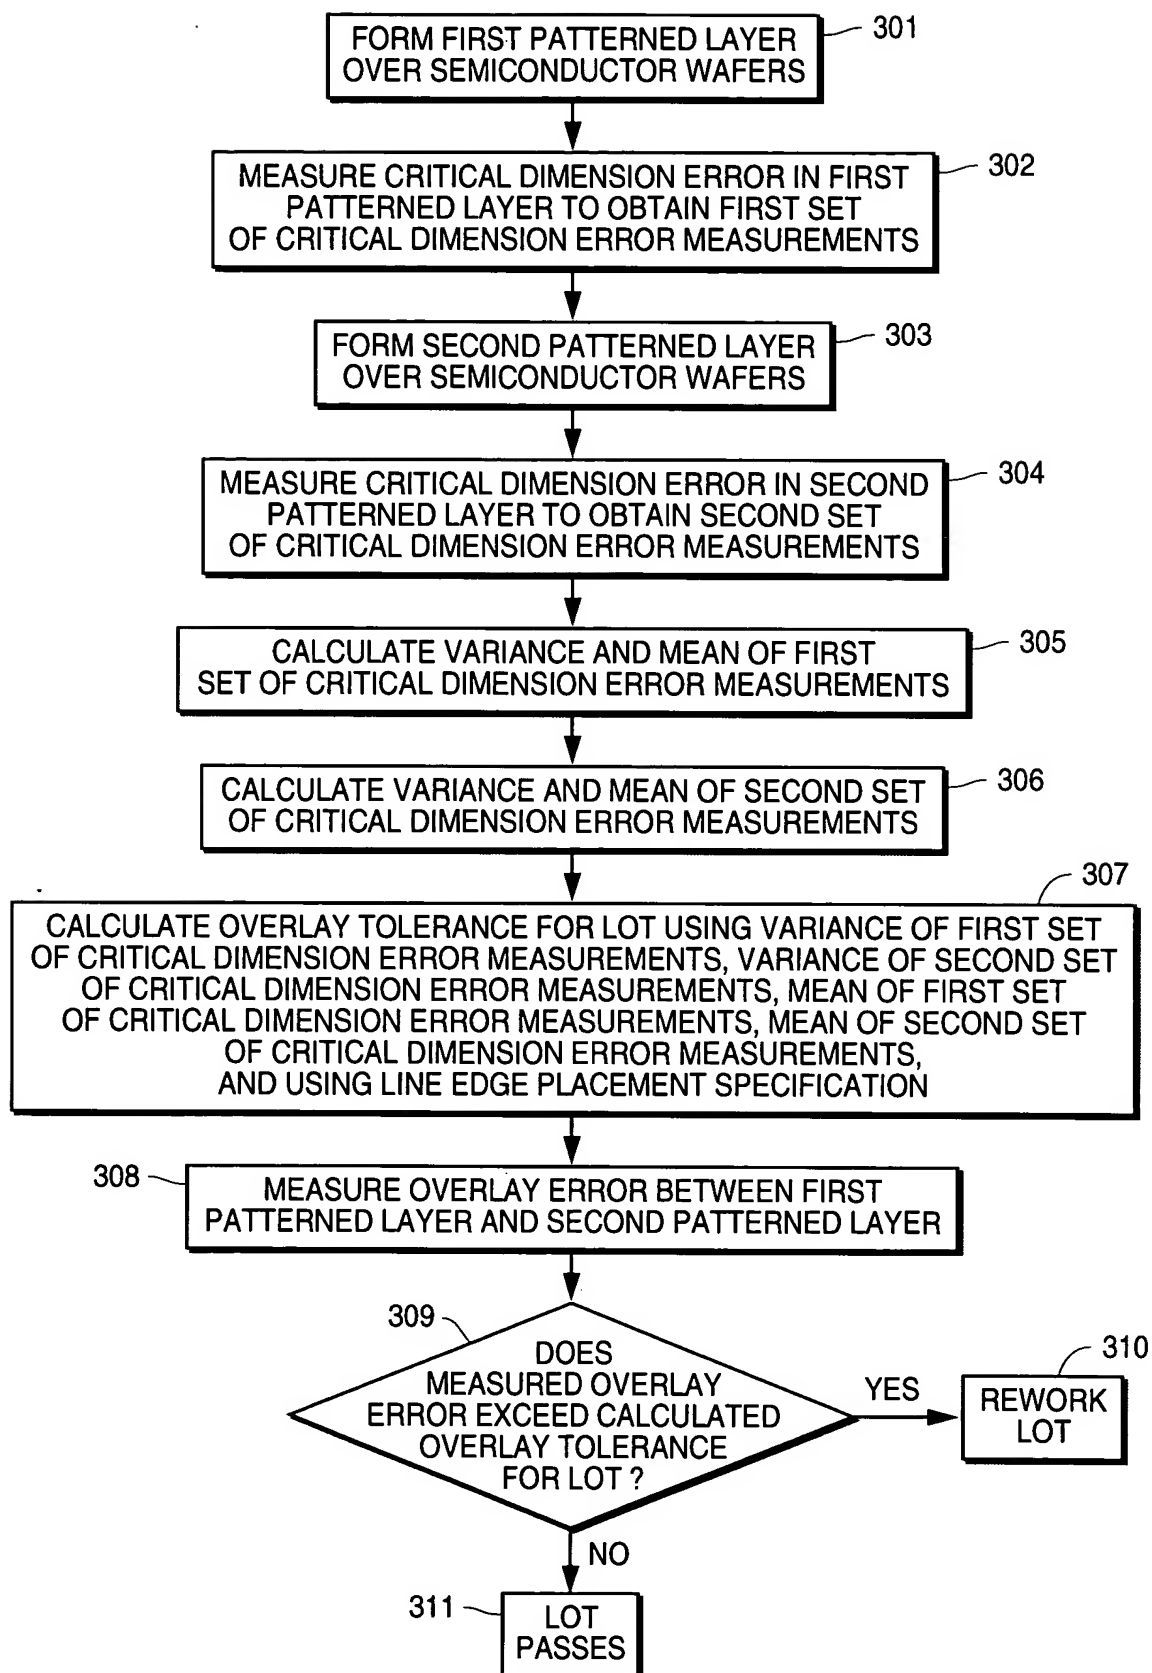 FORM FIRST PATTERNED LAYER
OVER SEMICONDUCTOR WAFERS
301
MEASURE CRITICAL DIMENSION ERROR IN FIRST
PATTERNED LAYER TO OBTAIN FIRST SET
OF CRITICAL DIMENSION ERROR MEASUREMENTS
302
FORM SECOND PATTERNED LAYER
OVER SEMICONDUCTOR WAFERS
303
MEASURE CRITICAL DIMENSION ERROR IN SECOND
PATTERNED LAYER TO OBTAIN SECOND SET
OF CRITICAL DIMENSION ERROR MEASUREMENTS
304
CALCULATE VARIANCE AND MEAN OF FIRST
SET OF CRITICAL DIMENSION ERROR MEASUREMENTS
305
CALCULATE VARIANCE AND MEAN OF SECOND SET
OF CRITICAL DIMENSION ERROR MEASUREMENTS
306
307
CALCULATE OVERLAY TOLERANCE FOR LOT USING VARIANCE OF FIRST SET
OF CRITICAL DIMENSION ERROR MEASUREMENTS, VARIANCE OF SECOND SET
OF CRITICAL DIMENSION ERROR MEASUREMENTS, MEAN OF FIRST SET
OF CRITICAL DIMENSION ERROR MEASUREMENTS, MEAN OF SECOND SET
OF CRITICAL DIMENSION ERROR MEASUREMENTS,
AND USING LINE EDGE PLACEMENT SPECIFICATION
308
MEASURE OVERLAY ERROR BETWEEN FIRST
PATTERNED LAYER AND SECOND PATTERNED LAYER
309
DOES
MEASURED OVERLAY
ERROR EXCEED CALCULATED
OVERLAY TOLERANCE
FOR LOT ?
YES
310
REWORK
LOT
NO
311
LOT
PASSES